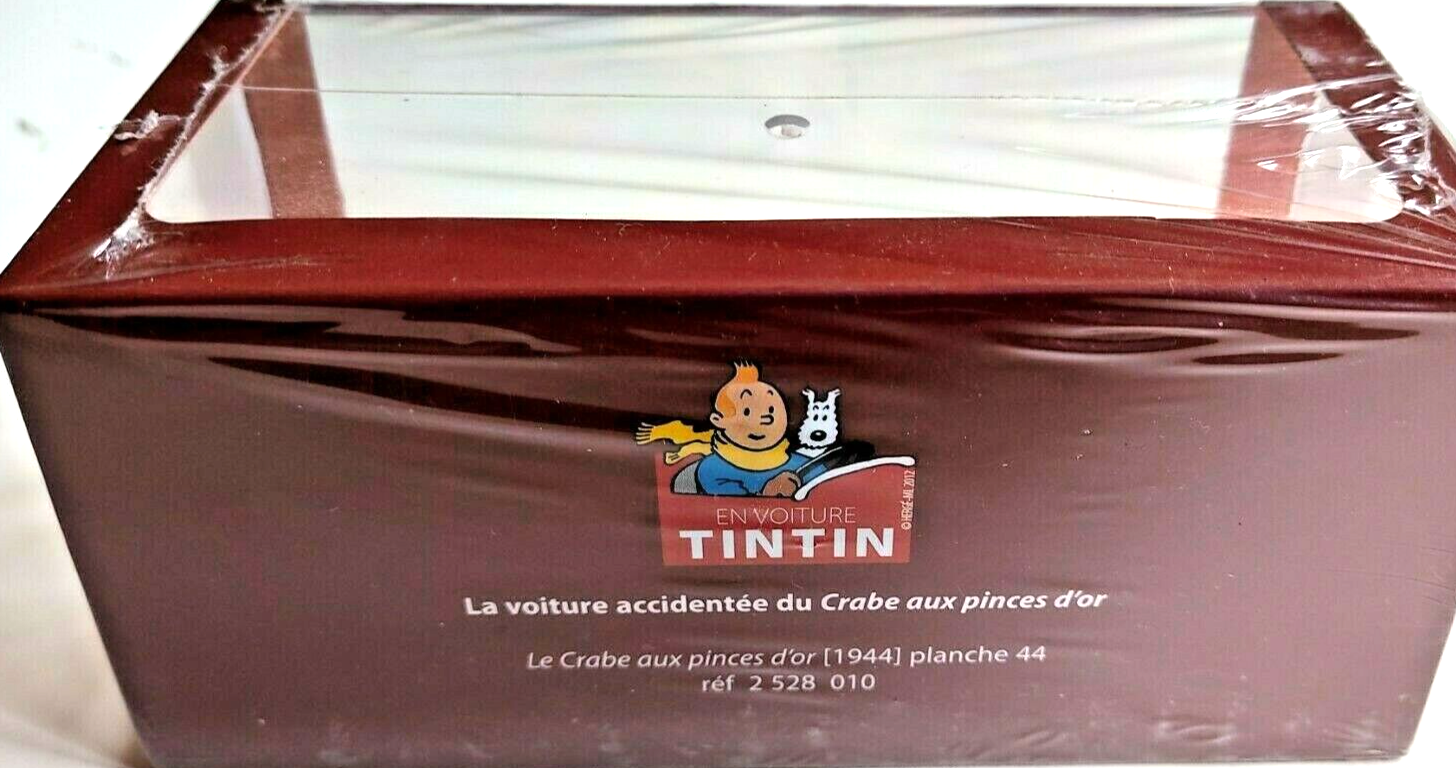 EN VOITURE
TINTIN
© HERGÉ-ML 2012
La voiture accidentée du Crabe aux pinces d'or
Le Crabe aux pinces d'or [1944] planche 44
réf 2 528 010